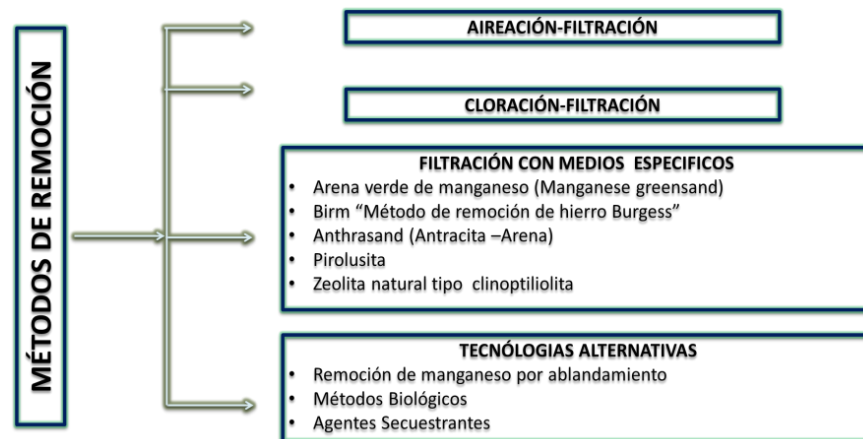 MÉTODOS DE REMOCIÓN
AIREACIÓN-FILTRACIÓN
CLORACIÓN-FILTRACIÓN
FILTRACIÓN CON MEDIOS ESPECIFICOS
• Arena verde de manganeso (Manganese greensand)
• Birm “Método de remoción de hierro Burgess”
• Anthrasand (Antracita –Arena)
• Pirolusita
• Zeolita natural tipo clinoptiliolita
TECNÓLOGIAS ALTERNATIVAS
• Remoción de manganeso por ablandamiento
• Métodos Biológicos
• Agentes Secuestrantes